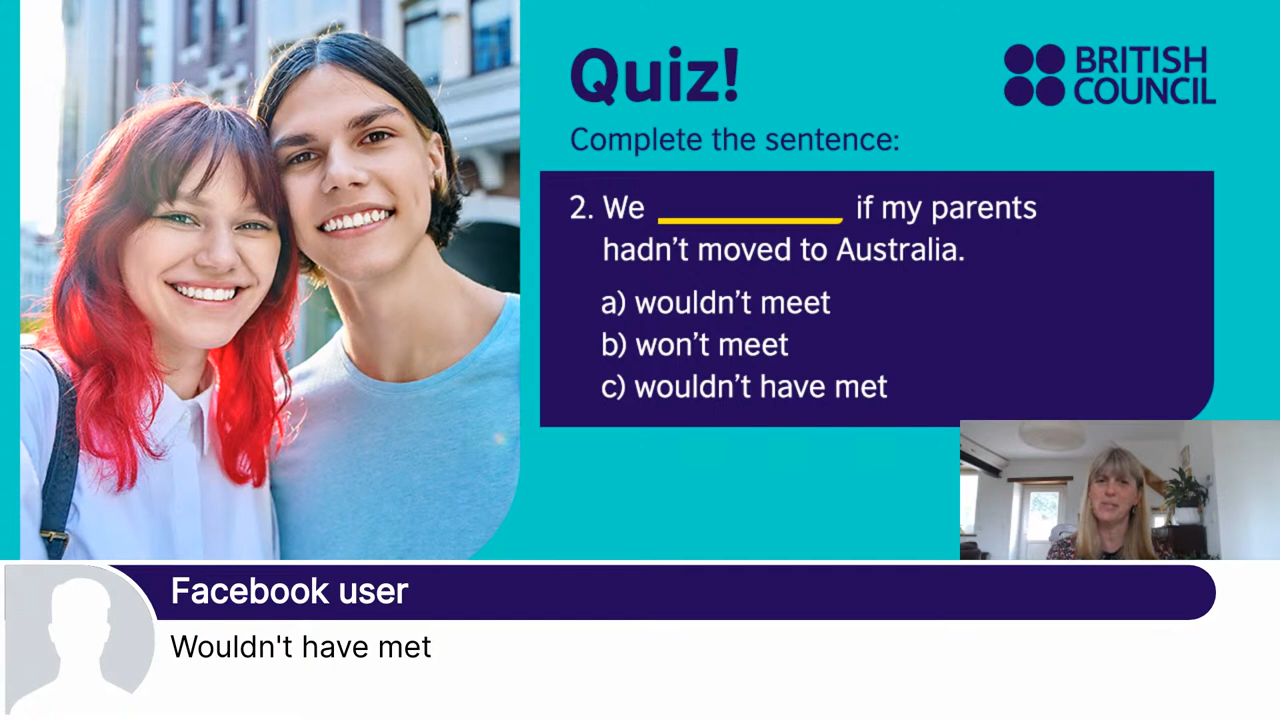 Quiz!
BRITISH
COUNCIL
Complete the sentence:
2. We __________ if my parents
hadn't moved to Australia.
a) wouldn't meet
b) won't meet
c) wouldn't have met
Facebook user
Wouldn't have met